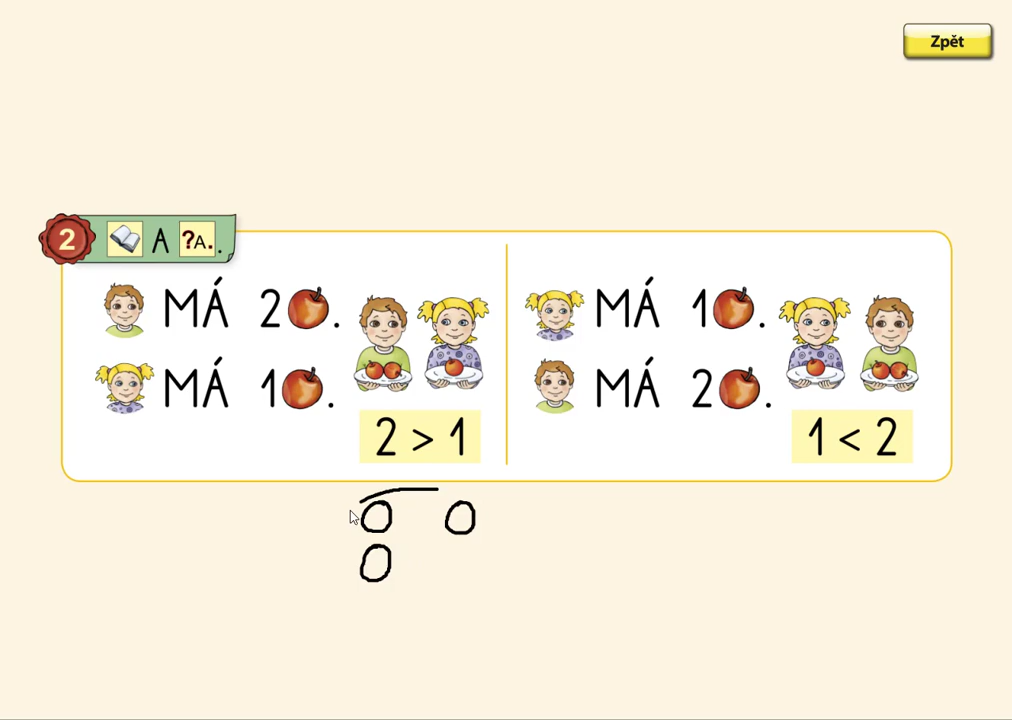 Zpět
2 A ?A..
MÁ 2 .
MÁ 1 .
2 > 1
MÁ 1 .
MÁ 2 .
1 < 2